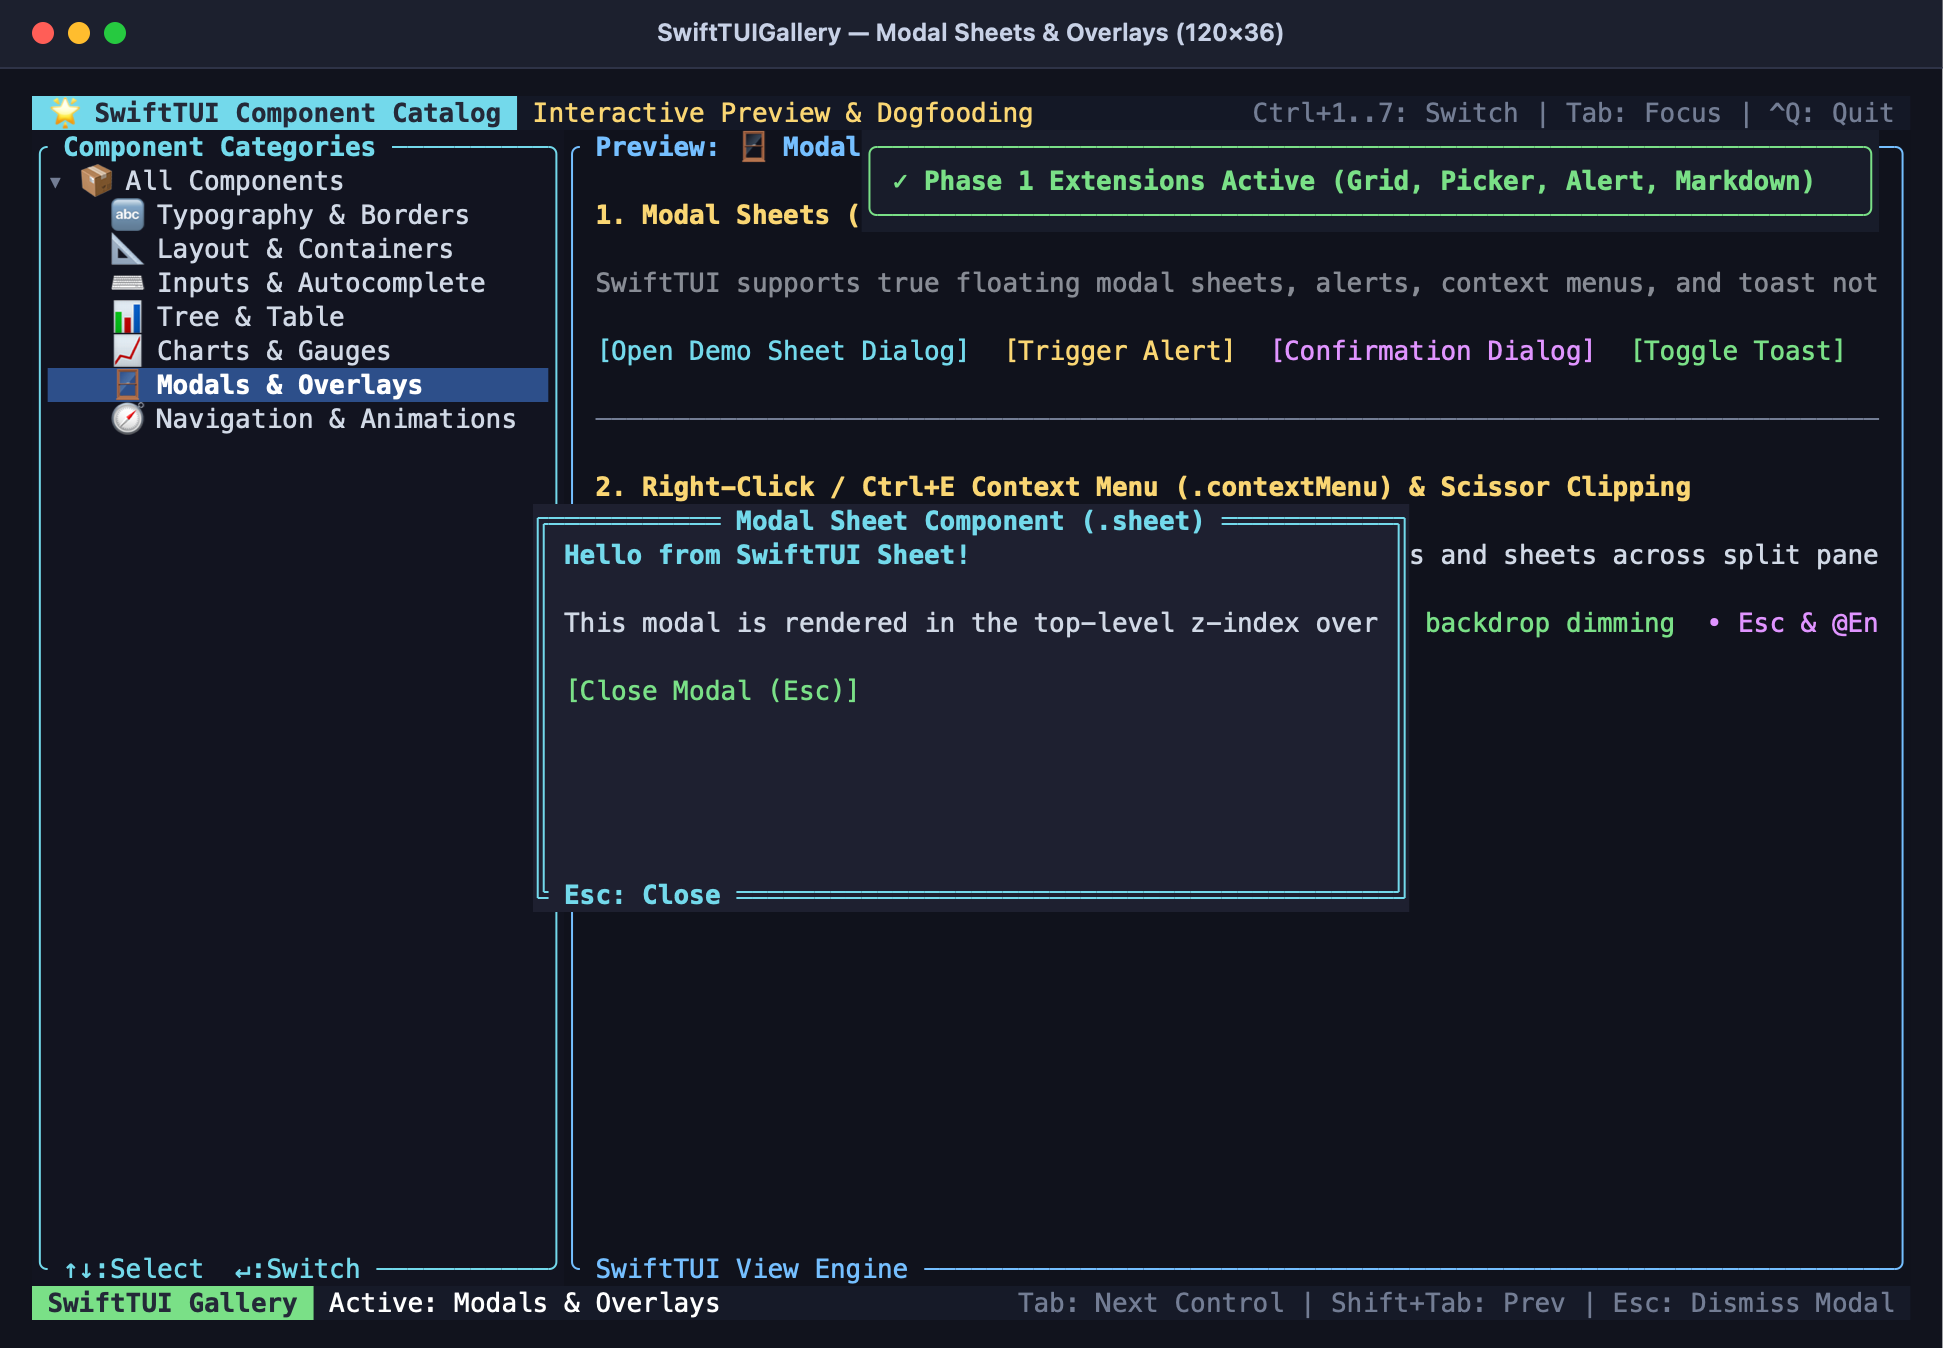 SwiftTUIGallery — Modal Sheets & Overlays (120×36)
🌟 SwiftTUI Component Catalog Interactive Preview & Dogfooding Ctrl+1..7: Switch | Tab: Focus | ^Q: Quit
Component Categories
▼ 📦 All Components
🔤 Typography & Borders
📐 Layout & Containers
⌨️ Inputs & Autocomplete
📊 Tree & Table
📈 Charts & Gauges
🚪 Modals & Overlays
🧭 Navigation & Animations
↑↓:Select ↵:Switch
Preview: 🚪 Modal
✓ Phase 1 Extensions Active (Grid, Picker, Alert, Markdown)
1. Modal Sheets (
SwiftTUI supports true floating modal sheets, alerts, context menus, and toast not
[Open Demo Sheet Dialog] [Trigger Alert] [Confirmation Dialog] [Toggle Toast]
2. Right-Click / Ctrl+E Context Menu (.contextMenu) & Scissor Clipping
s and sheets across split pane
backdrop dimming • Esc & @En
Modal Sheet Component (.sheet)
Hello from SwiftTUI Sheet!
This modal is rendered in the top-level z-index over
[Close Modal (Esc)]
Esc: Close
SwiftTUI View Engine
SwiftTUI Gallery Active: Modals & Overlays Tab: Next Control | Shift+Tab: Prev | Esc: Dismiss Modal